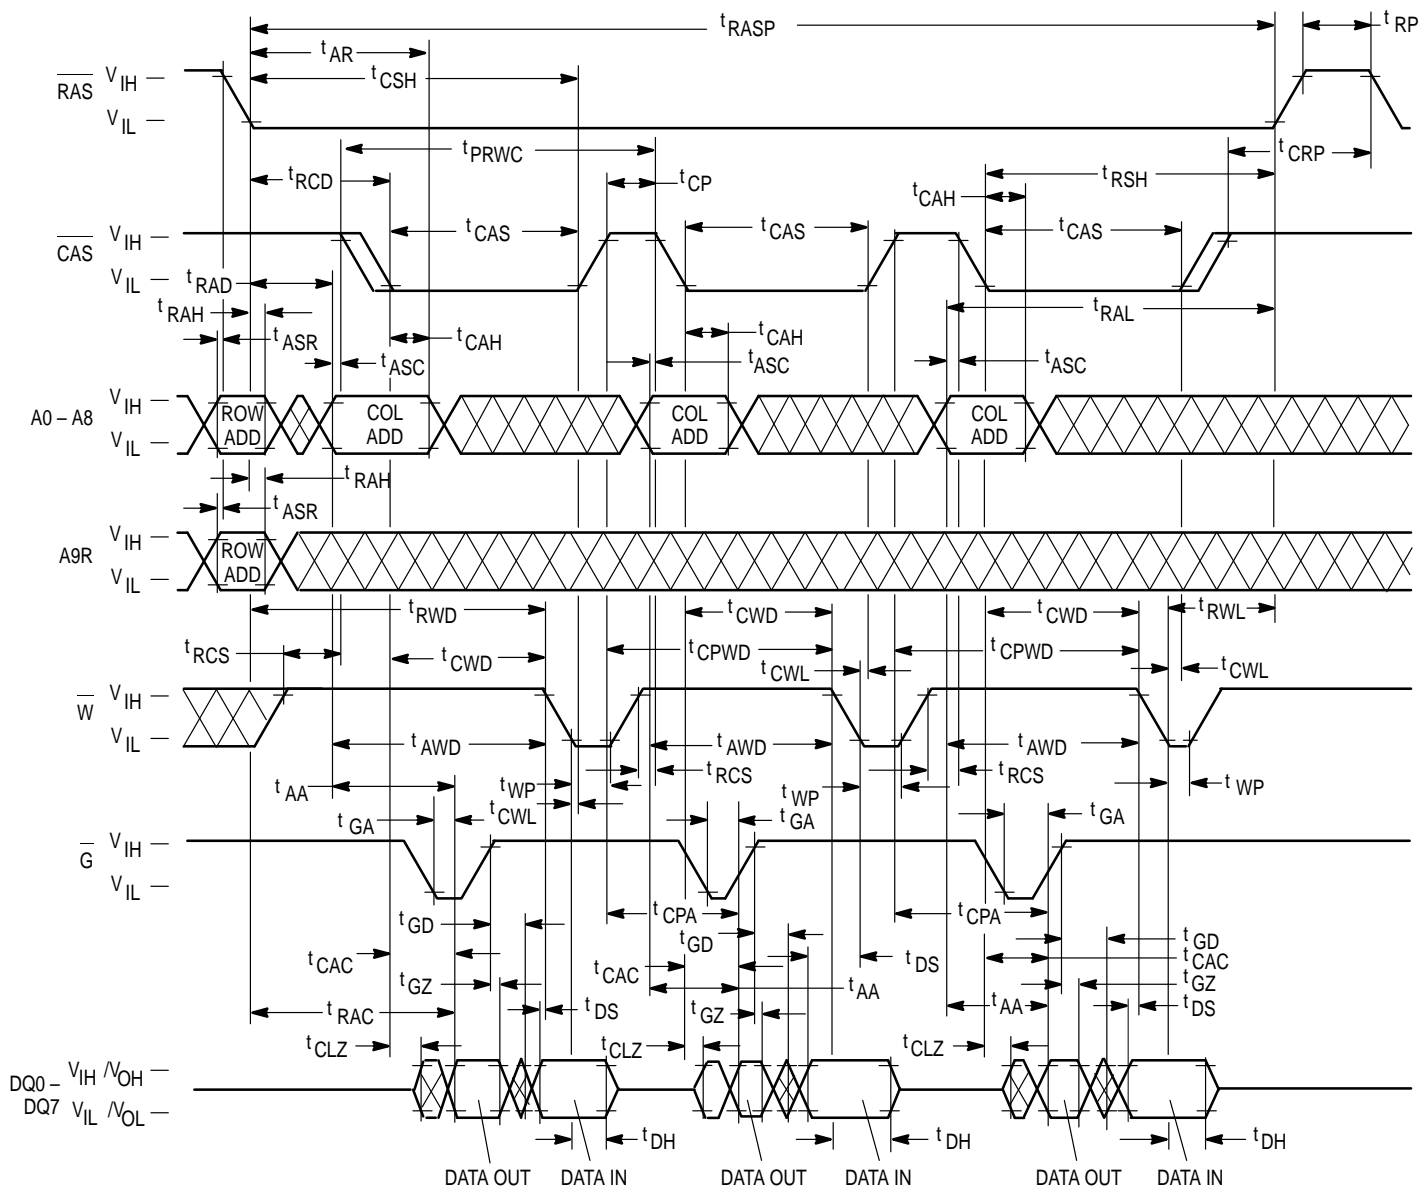 tRASP
tRP
tAR
tCSH
RAS VIH
VIL
tPRWC
tCRP
tRCD
tCP
tRSH
tCAH
CAS VIH
tCAS
tCAS
tCAS
VIL
tRAD
tRAH
tRAL
tASR
tCAH
tCAH
tASC
tASC
tASC
A0 – A8
VIH
VIL
ROW ADD
COL ADD
COL ADD
COL ADD
tRAH
tASR
A9R
VIH
VIL
ROW ADD
tRWD
tCWD
tCWD
tRWL
tRCS
tCWD
tCPWD
tCPWD
tCWL
tCWL
W VIH
VIL
tAWD
tAWD
tAWD
tRCS
tRCS
tAA
tWP
tWP
tWP
tGA
tCWL
tGA
tGA
G VIH
VIL
tGD
tCPA
tCPA
tGD
tGD
tCAC
tCAC
tDS
tCAC
tGZ
tAA
tGZ
tRAC
tDS
tGZ
tAA
tDS
tCLZ
tCLZ
tCLZ
DQ0 –
DQ7
VIH /VOH
VIL /VOL
tDH
tDH
tDH
DATA OUT
DATA IN
DATA OUT
DATA IN
DATA OUT
DATA IN